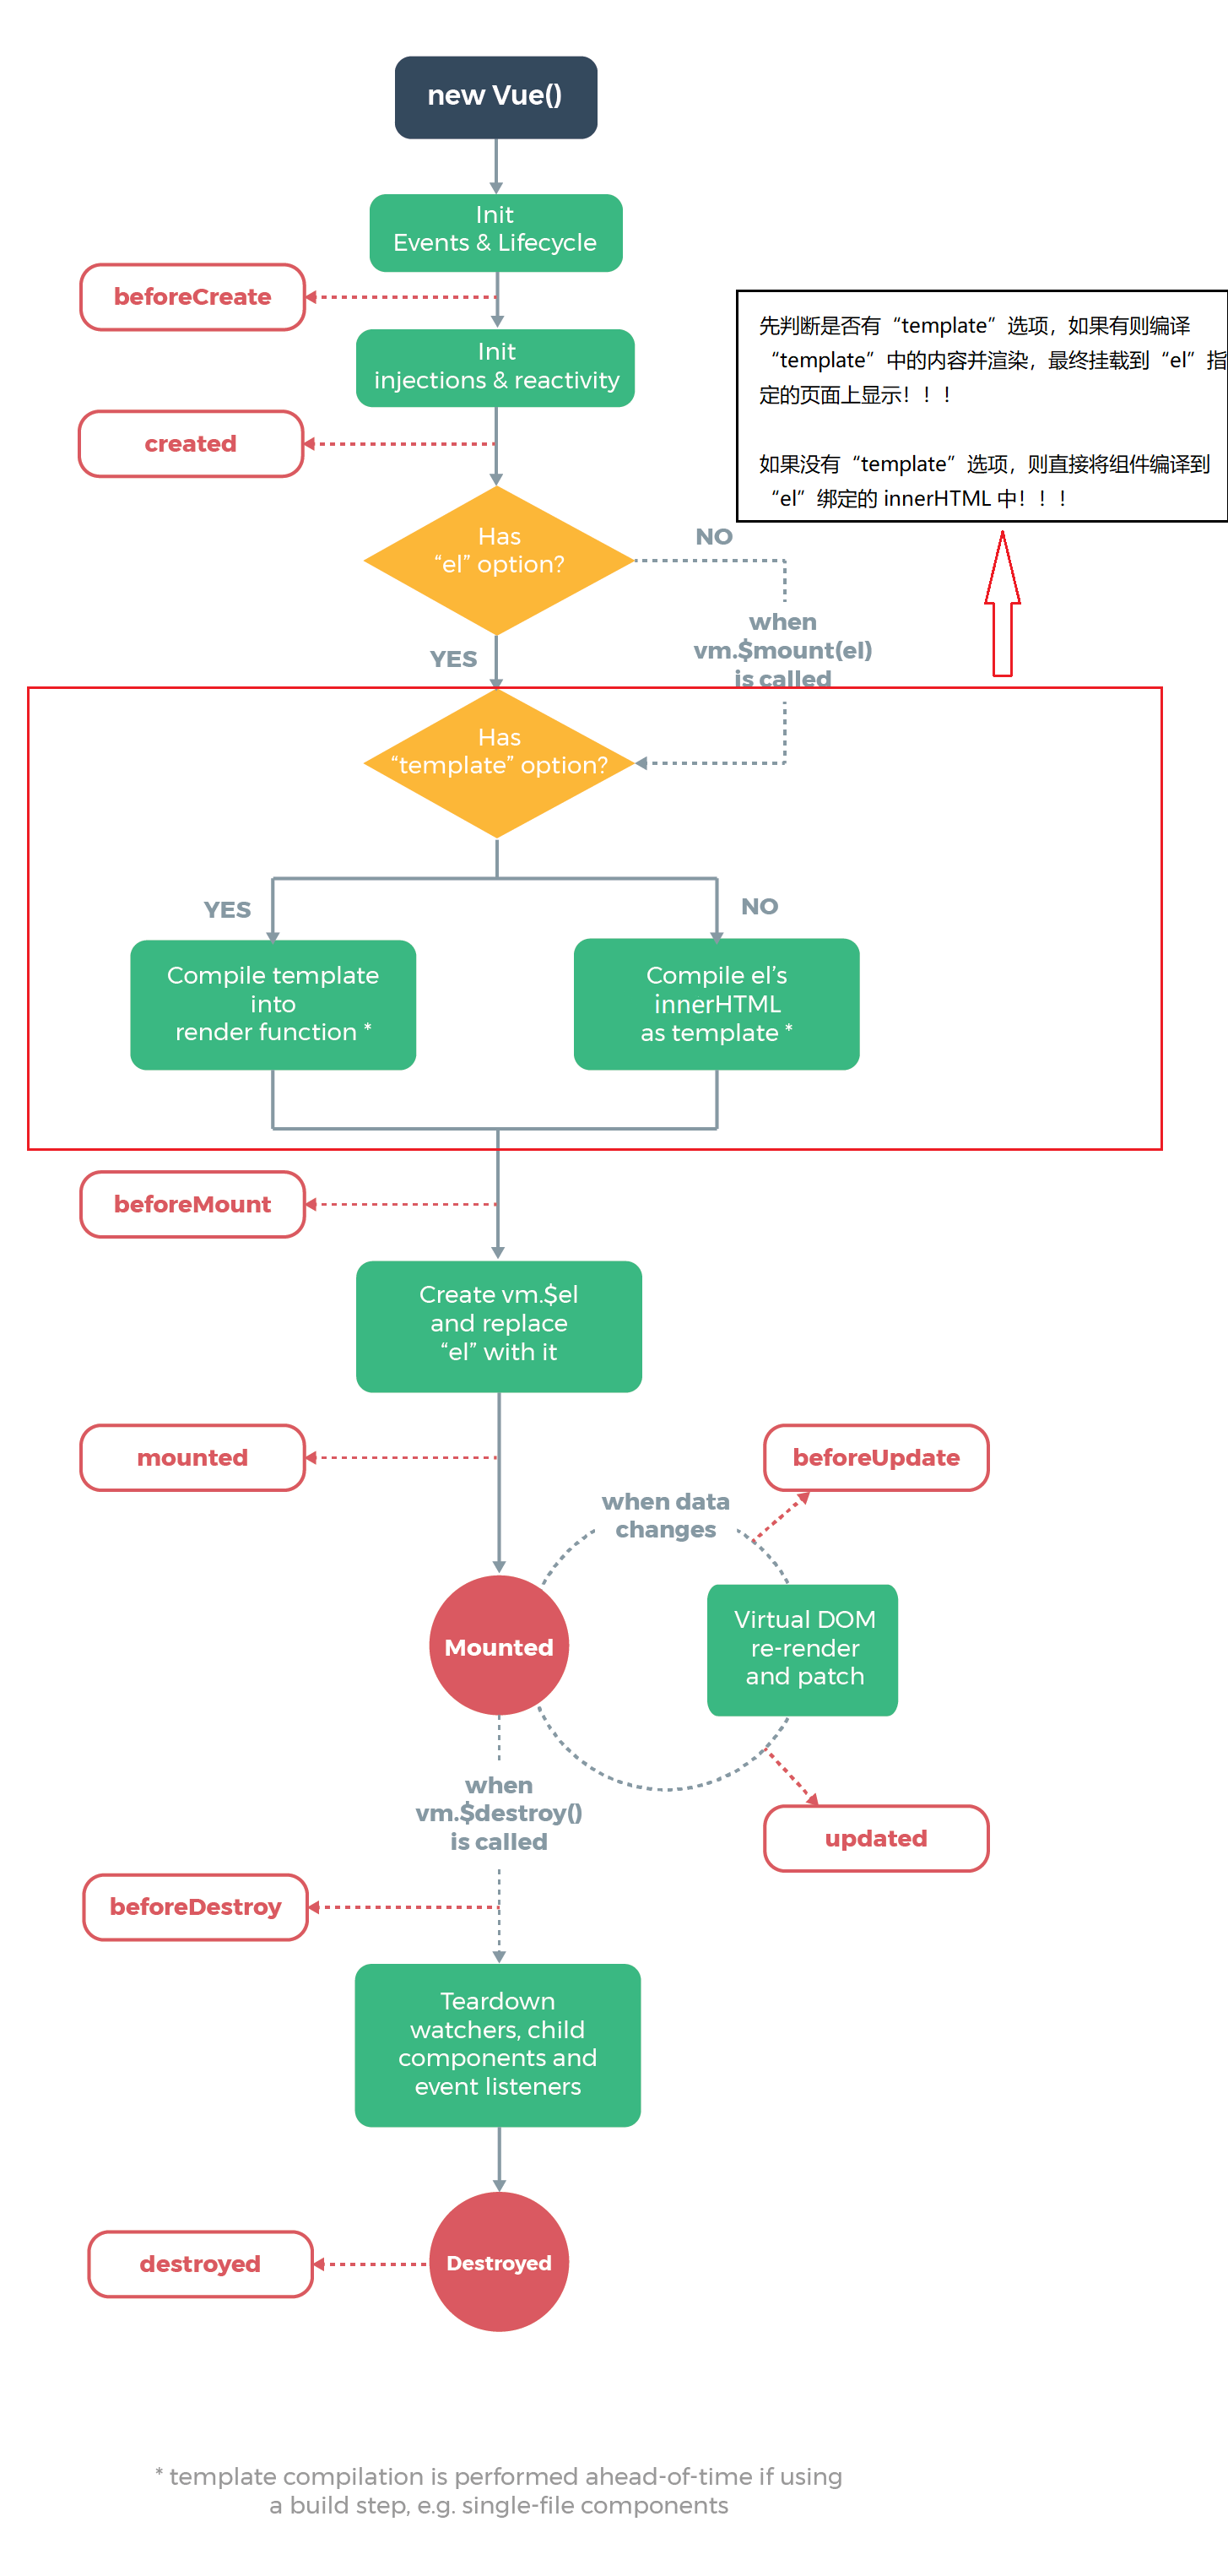 new Vue()
Init
Events & Lifecycle
beforeCreate
Init
injections & reactivity
先判断是否有“template”选项，如果有则编译
“template”中的内容并渲染，最终挂载到“el”指
定的页面上显示！！！
如果没有“template”选项，则直接将组件编译到
“el”绑定的 innerHTML 中！！！
created
Has
“el” option?
NO
when
vm.$mount(el)
is called
YES
Has
“template” option?
YES
NO
Compile template
into
render function *
Compile el’s
innerHTML
as template *
beforeMount
Create vm.$el
and replace
“el” with it
mounted
beforeUpdate
when data
changes
Mounted
Virtual DOM
re-render
and patch
when
vm.$destroy()
is called
updated
beforeDestroy
Teardown
watchers, child
components and
event listeners
destroyed
Destroyed
* template compilation is performed ahead-of-time if using
a build step, e.g. single-file components